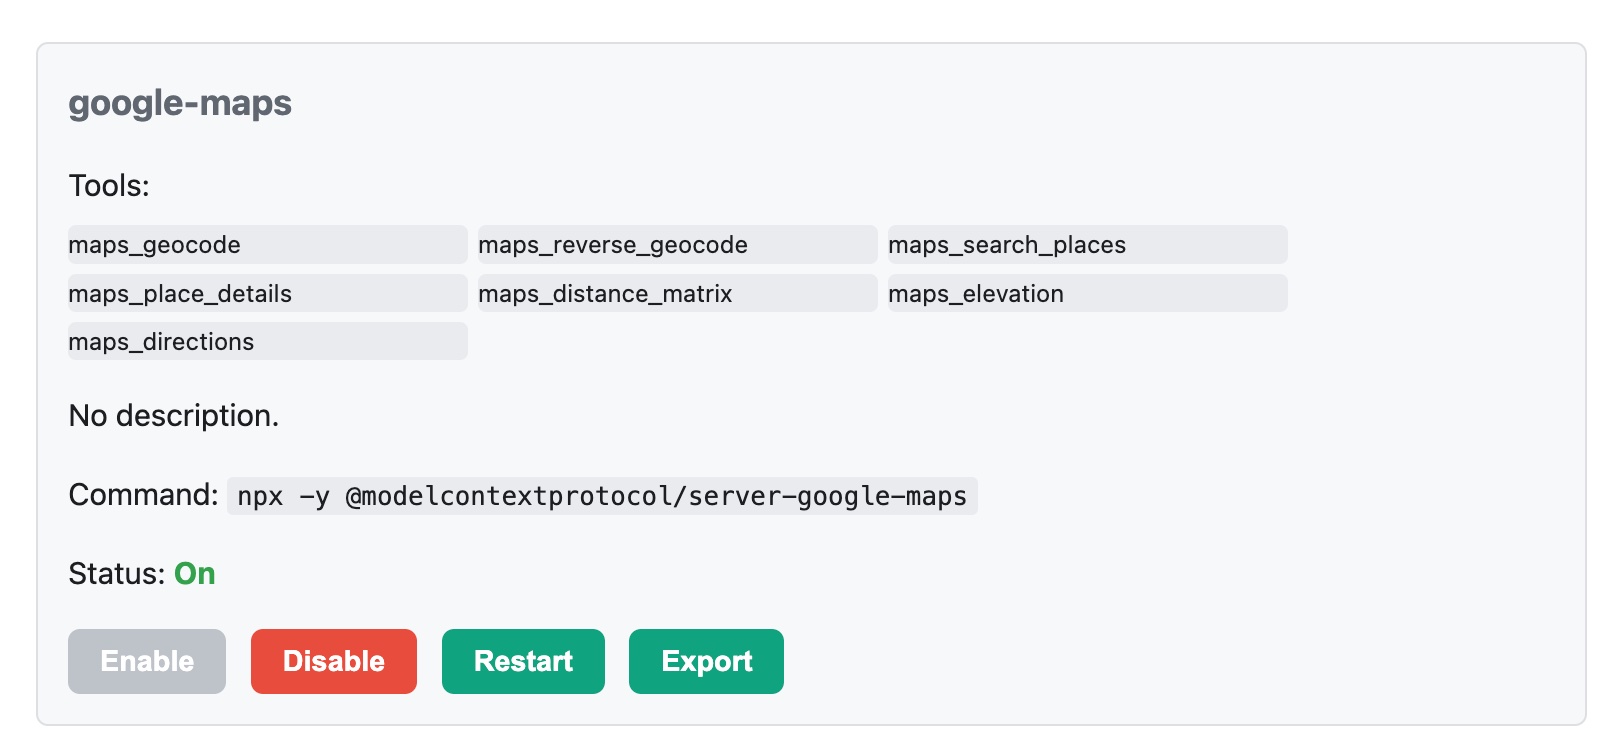 google-maps
Tools:
maps_geocode maps_reverse_geocode maps_search_places
maps_place_details maps_distance_matrix maps_elevation
maps_directions
No description.
Command: npx -y @modelcontextprotocol/server-google-maps
Status: On
Enable Disable Restart Export